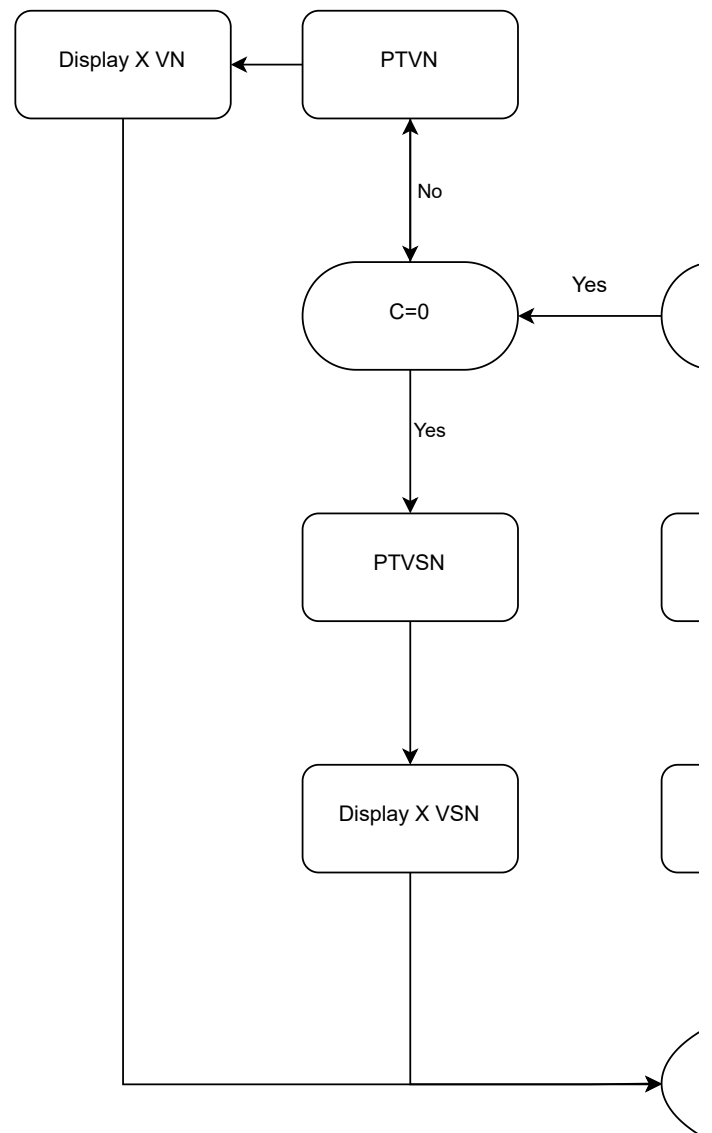 Display X VN
PTVN
No
Yes
C=0
Yes
PTVSN
Display X VSN